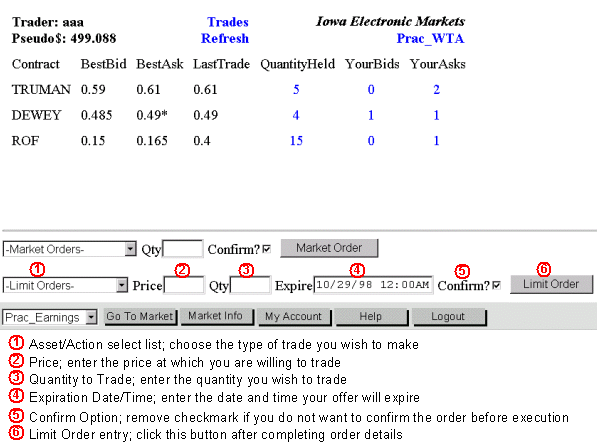 Trader: aaa Trades Iowa Electronic Markets
Pseudo$: 499.088 Refresh Prac_WTA
Contract BestBid BestAsk LastTrade QuantityHeld YourBids YourAsks
TRUMAN 0.59 0.61 0.61 5 0 2
DEWEY 0.485 0.49* 0.49 4 1 1
ROF 0.15 0.165 0.4 15 0 1
-Market Orders- Qty Confirm? Market Order
1 2 3 4 5 6
-Limit Orders- Price Qty Expire 10/29/98 12:00AM Confirm? Limit Order
Prac_Earnings Go To Market Market Info My Account Help Logout
1 Asset/Action select list; choose the type of trade you wish to make
2 Price; enter the price at which you are willing to trade
3 Quantity to Trade; enter the quantity you wish to trade
4 Expiration Date/Time; enter the date and time your offer will expire
5 Confirm Option; remove checkmark if you do not want to confirm the order before execution
6 Limit Order entry; click this button after completing order details